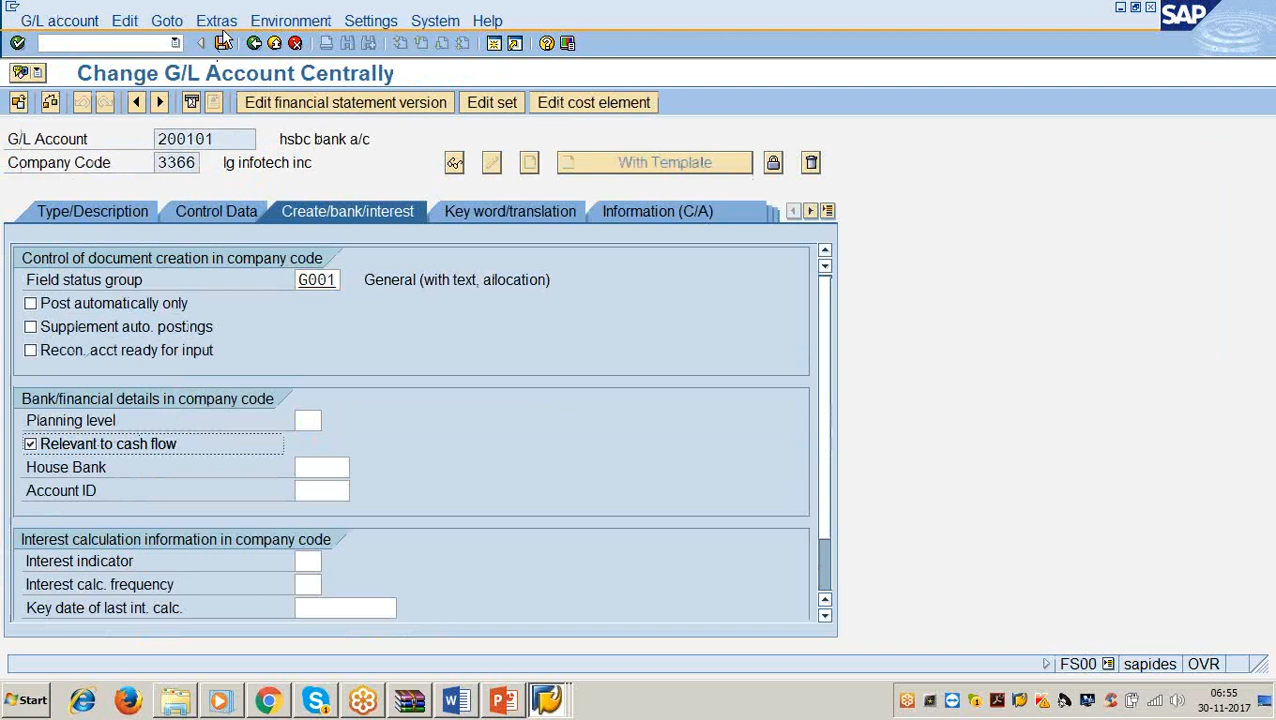 G/L account Edit Goto Extras Environment Settings System Help
SAP
Change G/L Account Centrally
Edit financial statement version Edit set Edit cost element
G/L Account 200101 hsbc bank a/c
Company Code 3366 lg infotech inc With Template
Type/Description Control Data Create/bank/interest Key word/translation Information (C/A)
Control of document creation in company code
Field status group G001 General (with text, allocation)
Post automatically only
Supplement auto. postings
Recon. acct ready for input
Bank/financial details in company code
Planning level
Relevant to cash flow
House Bank
Account ID
Interest calculation information in company code
Interest indicator
Interest calc. frequency
Key date of last int. calc.
FS00 sapides OVR
Start 06:55
30-11-2017